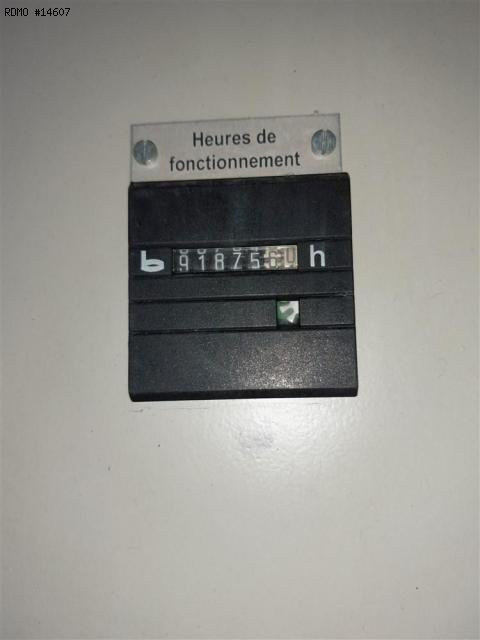 RDMO #14607
Heures de
fonctionnement
b 91875 h